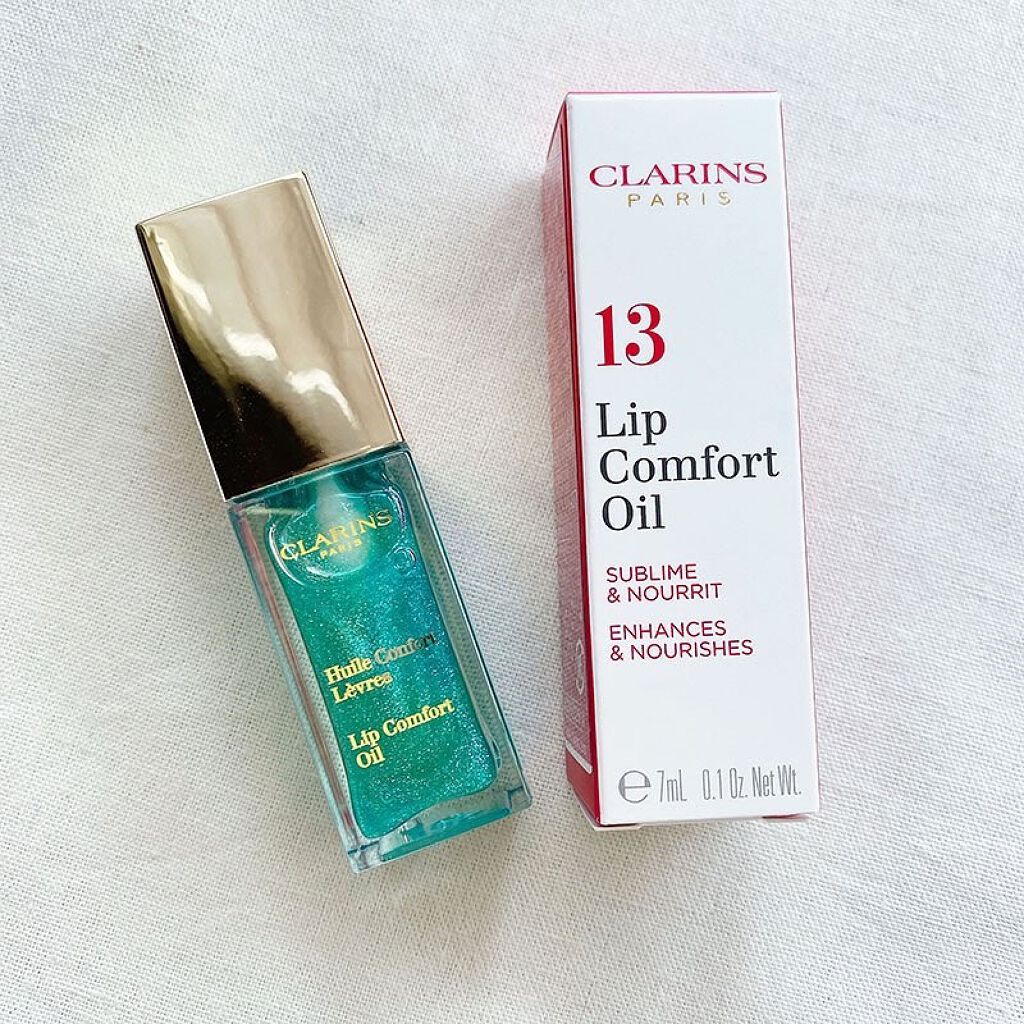 CLARINS
PARIS
Huile Confort
Lèvres
Lip Comfort
Oil
CLARINS
PARIS
13
Lip
Comfort
Oil
SUBLIME
& NOURRIT
ENHANCES
& NOURISHES
℮ 7mL 0.1 Oz. Net Wt.